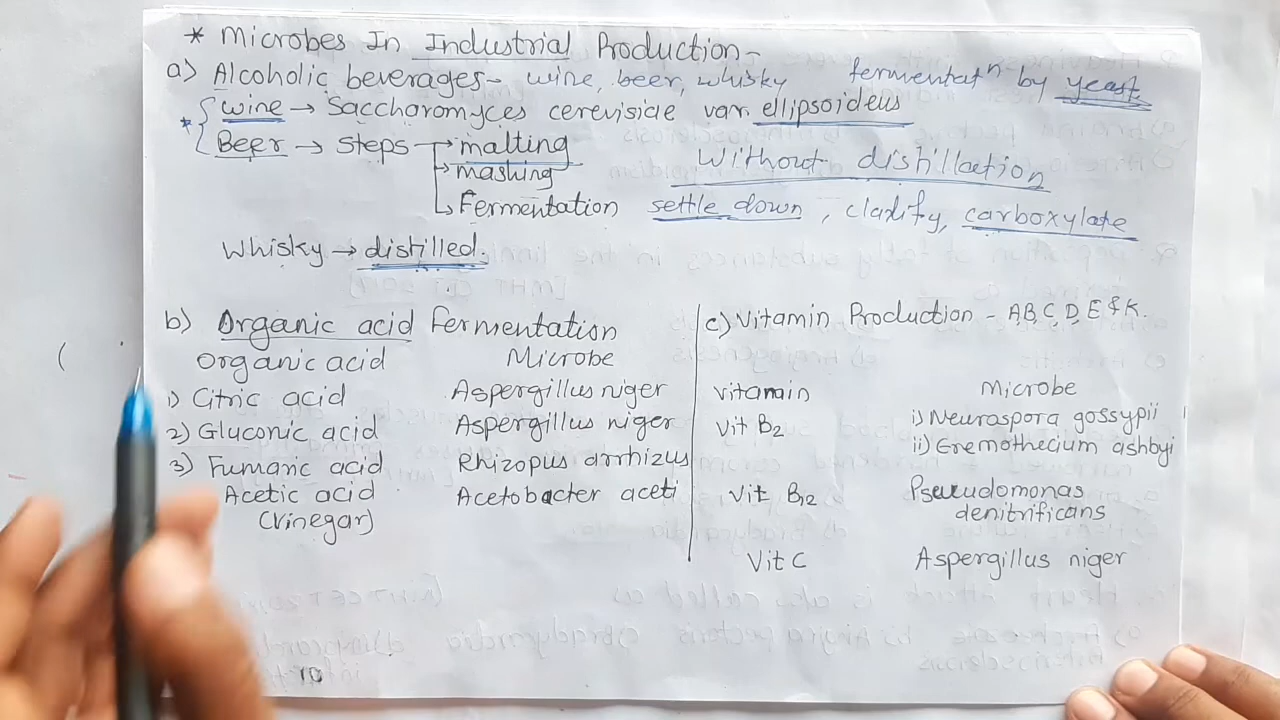 * Microbes In Industrial Production -
a) Alcoholic beverages - wine, beer, whisky fermentatⁿ by yeast
* wine → Saccharomyces cerevisiae var. ellipsoideus
Beer → steps → malting
→ mashing
→ Fermentation
without distillation
settle down, clarify, carboxylate
Whisky → distilled.
b) Organic acid Fermentation
Organic acid Microbe
1) Citric acid Aspergillus niger
2) Gluconic acid Aspergillus niger
3) Fumaric acid Rhizopus arrhizus
Acetic acid Acetobacter aceti
(Vinegar)
c) Vitamin Production - A,B,C,D,E & K.
vitamin Microbe
Vit B₂ i) Neurospora gossypii
ii) Eremothecium ashbyi
Vit B₁₂ Pseudomonas
denitrificans
Vit C Aspergillus niger
10